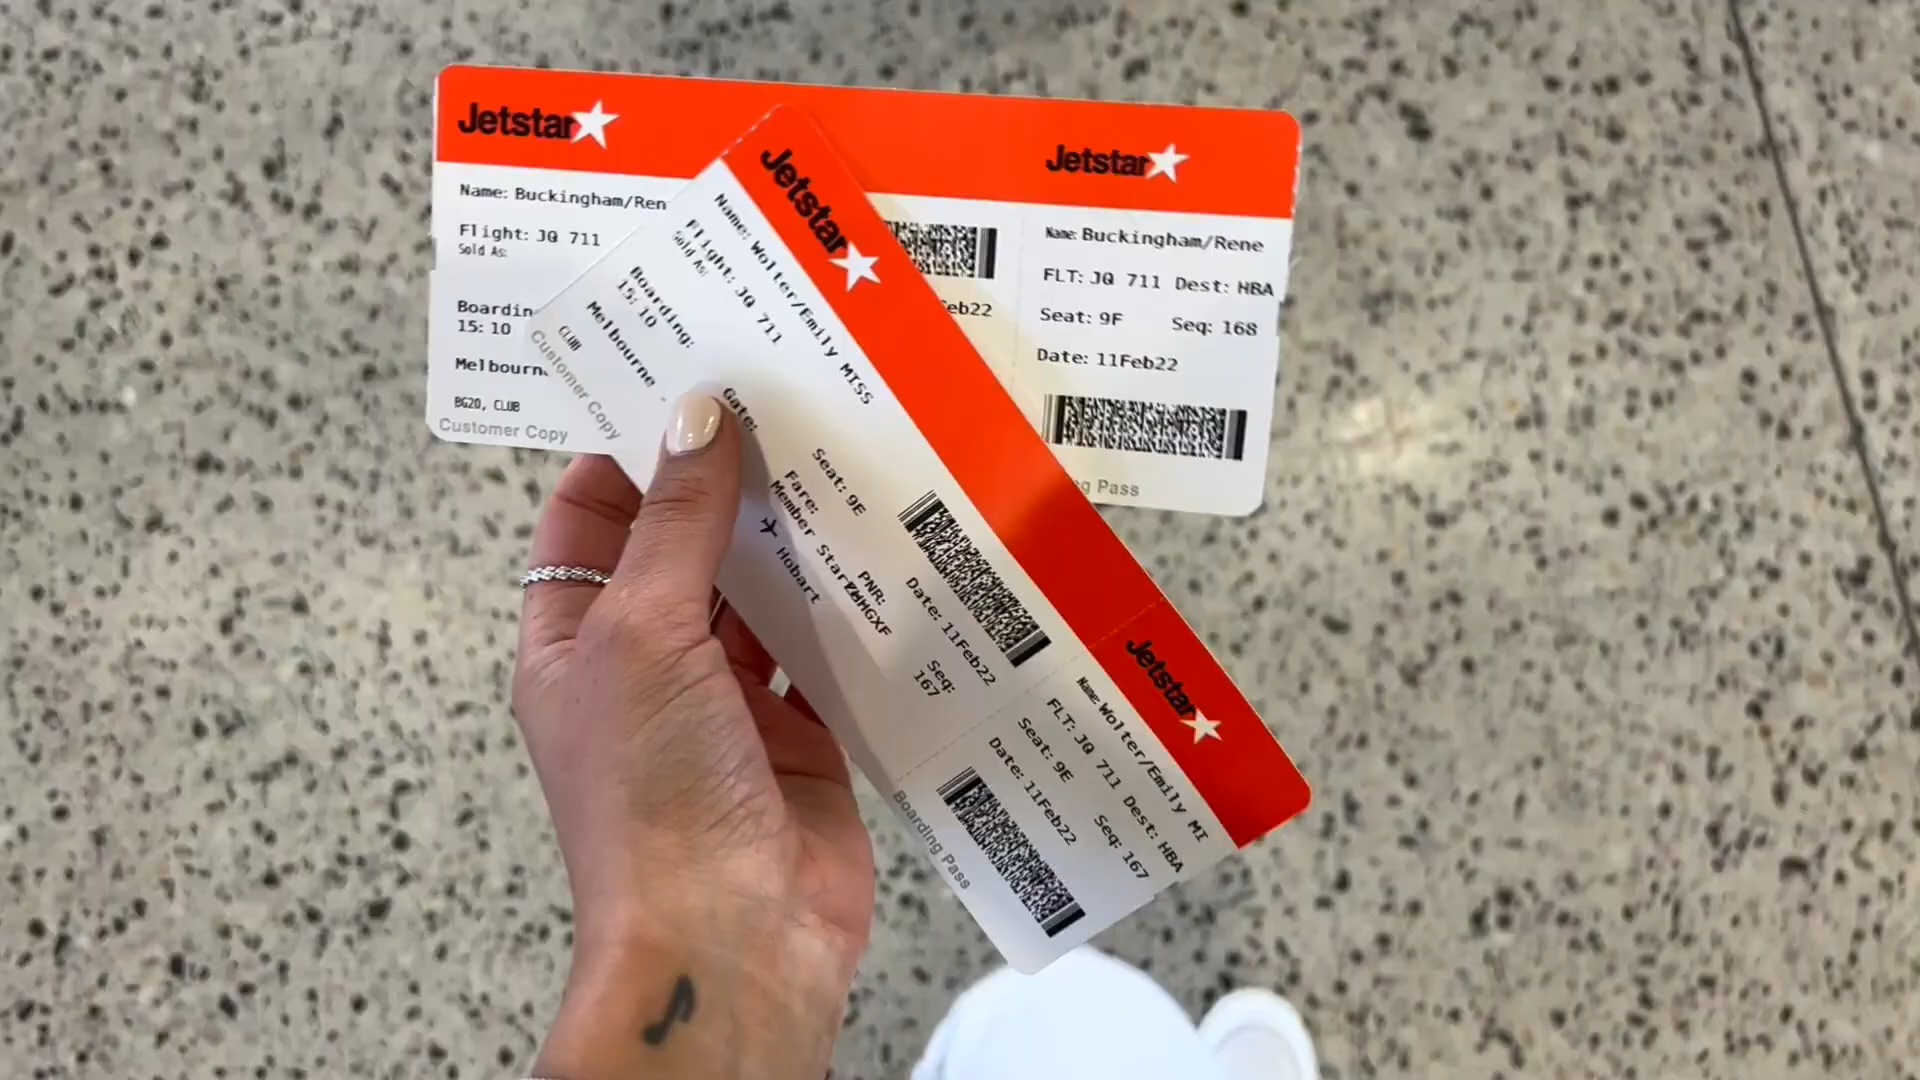 Jetstar
Jetstar
Name: Buckingham/Ren
Flight: JQ 711
Sold As:
Boardin
15:10
Melbourn
BG20, CLUB
Customer Copy
eb22
Name: Buckingham/Rene
FLT: JQ 711 Dest: HBA
Seat: 9F Seq: 168
Date: 11Feb22
g Pass
Jetstar
Name: Wolter/Emily MISS
Flight: JQ 711
Sold As:
Boarding:
15:10
Gate:
Seat: 9E
Melbourne -
Fare:
Member Star
PNR:
Date: 11Feb22
Hobart
Seq:
167
CLUB
Customer Copy
Jetstar
Name: Wolter/Emily MI
FLT: JQ 711 Dest: HBA
Seat: 9E Seq: 167
Date: 11Feb22
Boarding Pass